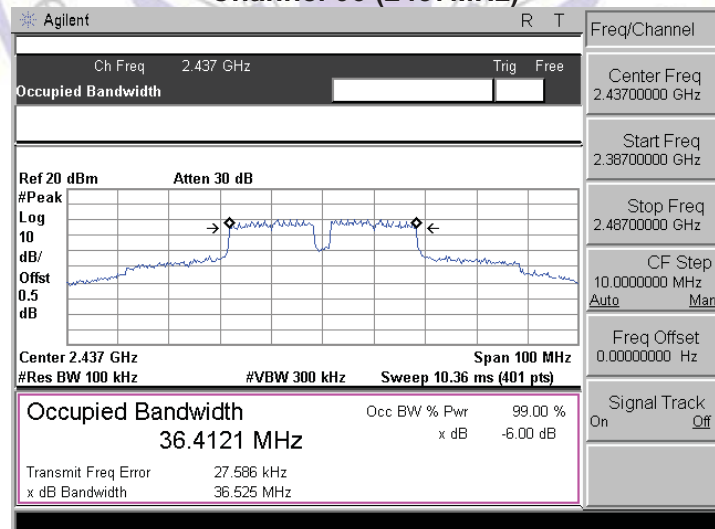 Agilent R T
Ch Freq 2.437 GHz Trig Free
Occupied Bandwidth
Ref 20 dBm Atten 30 dB
#Peak
Log
10
dB/
Offst
0.5
dB
Center 2.437 GHz Span 100 MHz
#Res BW 100 kHz #VBW 300 kHz Sweep 10.36 ms (401 pts)
Occupied Bandwidth Occ BW % Pwr 99.00 %
36.4121 MHz x dB -6.00 dB
Transmit Freq Error 27.586 kHz
x dB Bandwidth 36.525 MHz
Freq/Channel
Center Freq
2.43700000 GHz
Start Freq
2.38700000 GHz
Stop Freq
2.48700000 GHz
CF Step
10.0000000 MHz
Auto Man
Freq Offset
0.00000000 Hz
Signal Track
On Off